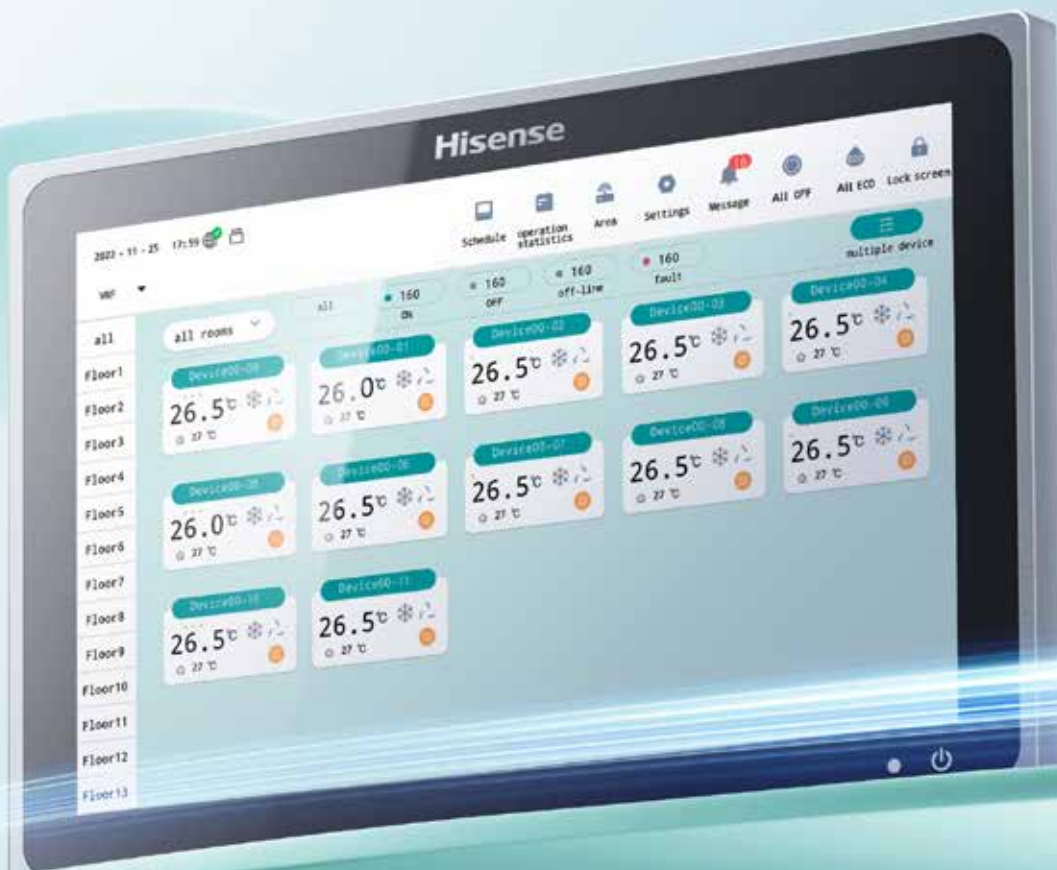 Hisense
2022 - 11 - 25 17:59
Schedule
operation
statistics
Area
Settings
Message
All OFF
All ECO
Lock screen
VRF
all
160
ON
160
OFF
160
off-line
160
fault
multiple device
all
all rooms
Floor1
Floor2
Floor3
Floor4
Floor5
Floor6
Floor7
Floor8
Floor9
Floor10
Floor11
Floor12
Floor13
Device00-00
26.5℃
27 ℃
Device00-01
26.0℃
27 ℃
Device00-02
26.5℃
27 ℃
Device00-03
26.5℃
27 ℃
Device00-04
26.5℃
27 ℃
Device00-05
26.0℃
27 ℃
Device00-06
26.5℃
27 ℃
Device00-07
26.5℃
27 ℃
Device00-08
26.5℃
27 ℃
Device00-09
26.5℃
27 ℃
Device00-10
26.5℃
27 ℃
Device00-11
26.5℃
27 ℃